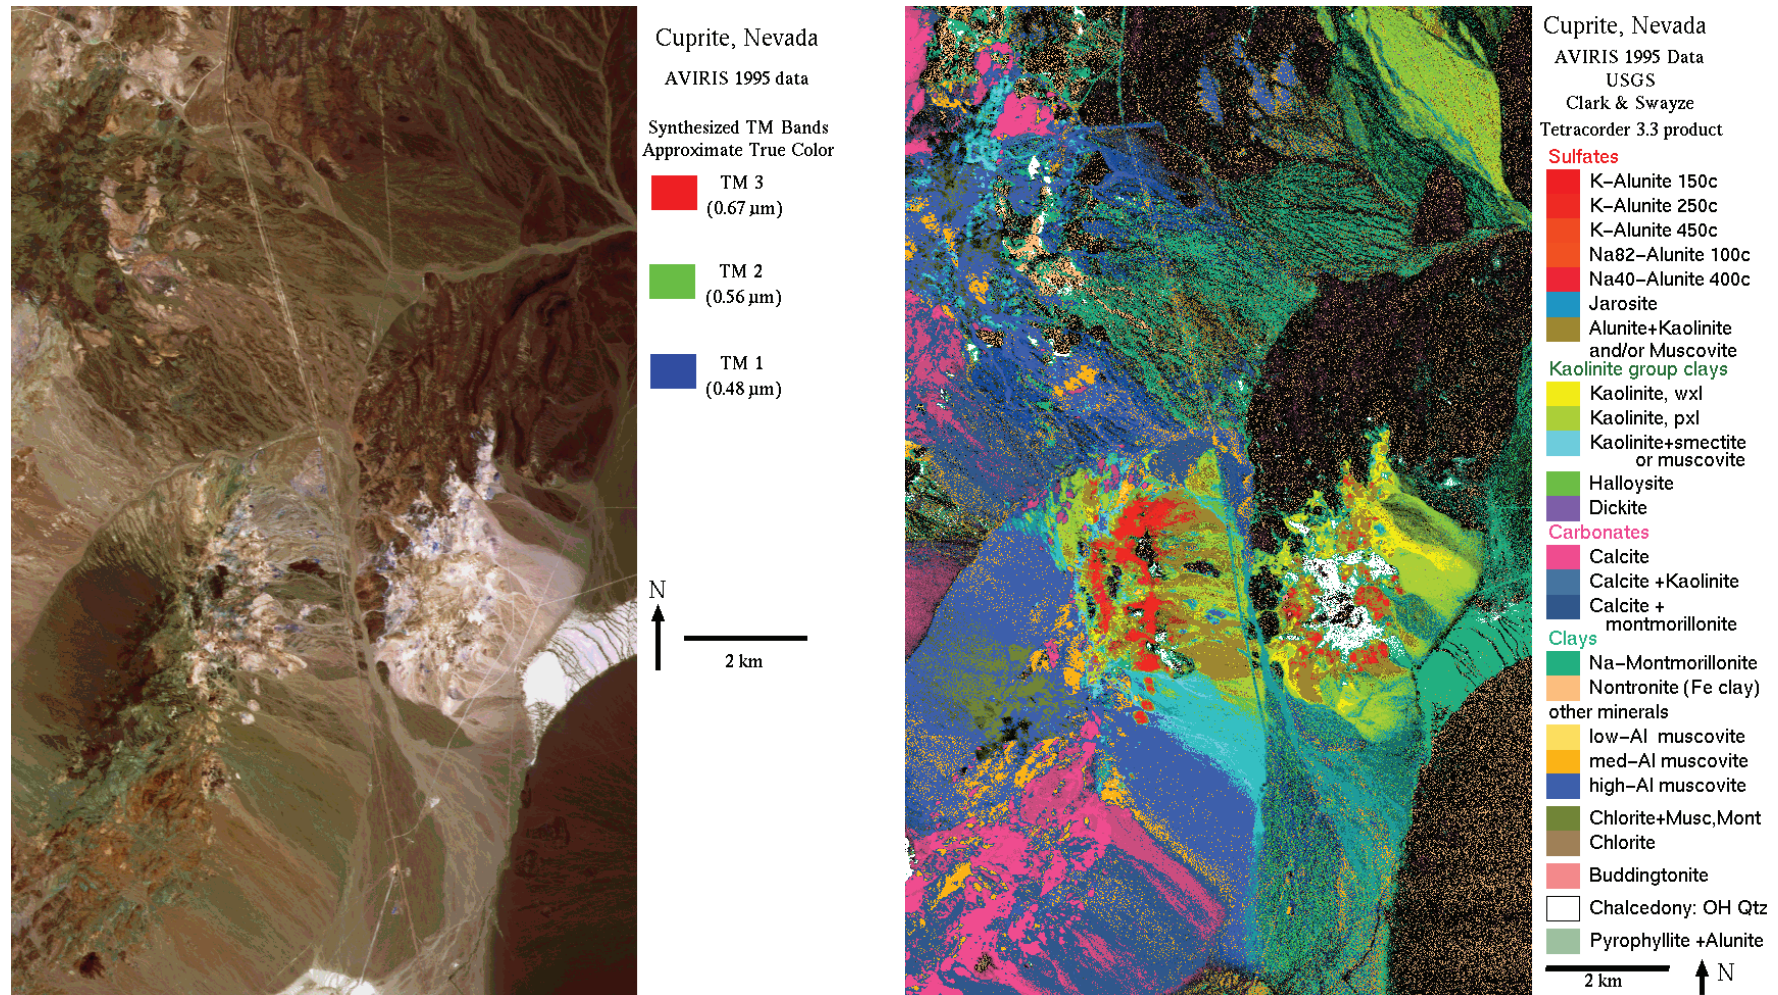 Cuprite, Nevada
AVIRIS 1995 data
Synthesized TM Bands
Approximate True Color
TM 3
(0.67 µm)
TM 2
(0.56 µm)
TM 1
(0.48 µm)
N
2 km
Cuprite, Nevada
AVIRIS 1995 Data
USGS
Clark & Swayze
Tetracorder 3.3 product
Sulfates
K-Alunite 150c
K-Alunite 250c
K-Alunite 450c
Na82-Alunite 100c
Na40-Alunite 400c
Jarosite
Alunite+Kaolinite
and/or Muscovite
Kaolinite group clays
Kaolinite, wxl
Kaolinite, pxl
Kaolinite+smectite
or muscovite
Halloysite
Dickite
Carbonates
Calcite
Calcite +Kaolinite
Calcite +
montmorillonite
Clays
Na-Montmorillonite
Nontronite (Fe clay)
other minerals
low-Al muscovite
med-Al muscovite
high-Al muscovite
Chlorite+Musc,Mont
Chlorite
Buddingtonite
Chalcedony: OH Qtz
Pyrophyllite +Alunite
2 km
N